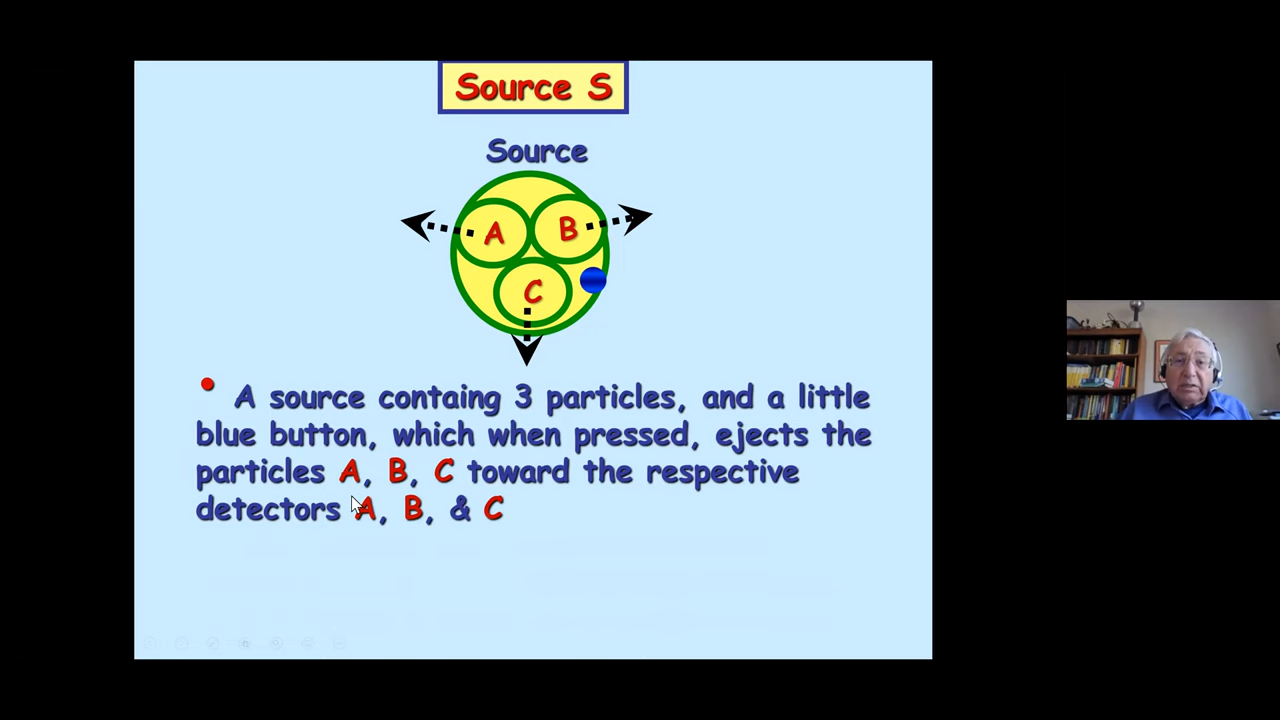 Source S
Source
A
B
C
• A source containg 3 particles, and a little
blue button, which when pressed, ejects the
particles A, B, C toward the respective
detectors A, B, & C